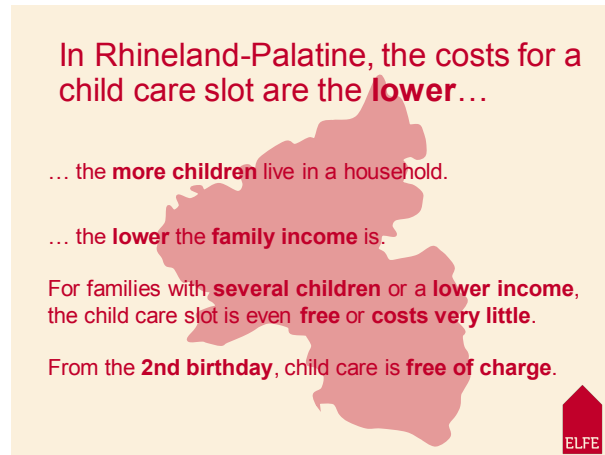 In Rhineland-Palatine, the costs for a
child care slot are the lower…
… the more children live in a household.
… the lower the family income is.
For families with several children or a lower income,
the child care slot is even free or costs very little.
From the 2nd birthday, child care is free of charge.
ELFE